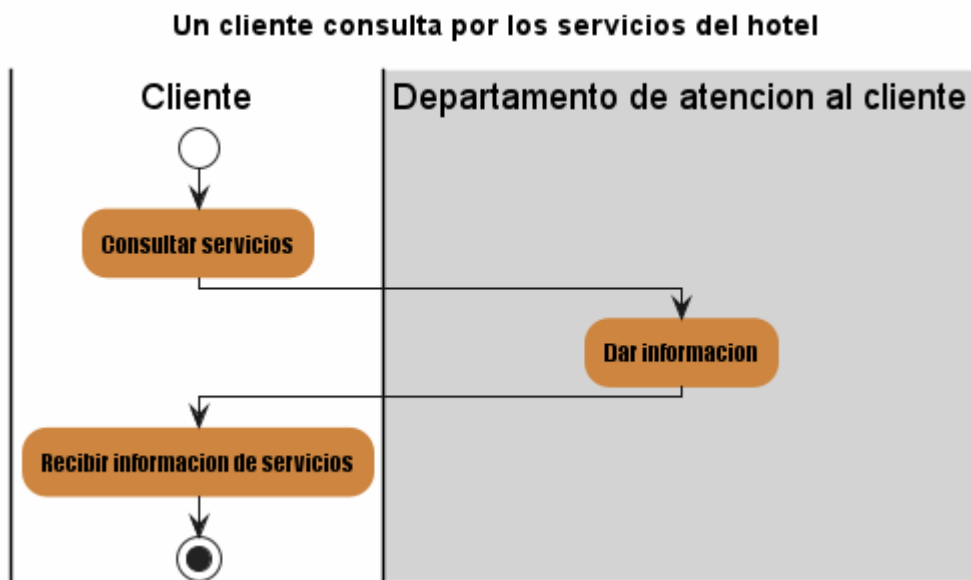 Un cliente consulta por los servicios del hotel
Cliente
Departamento de atencion al cliente
Consultar servicios
Dar informacion
Recibir informacion de servicios